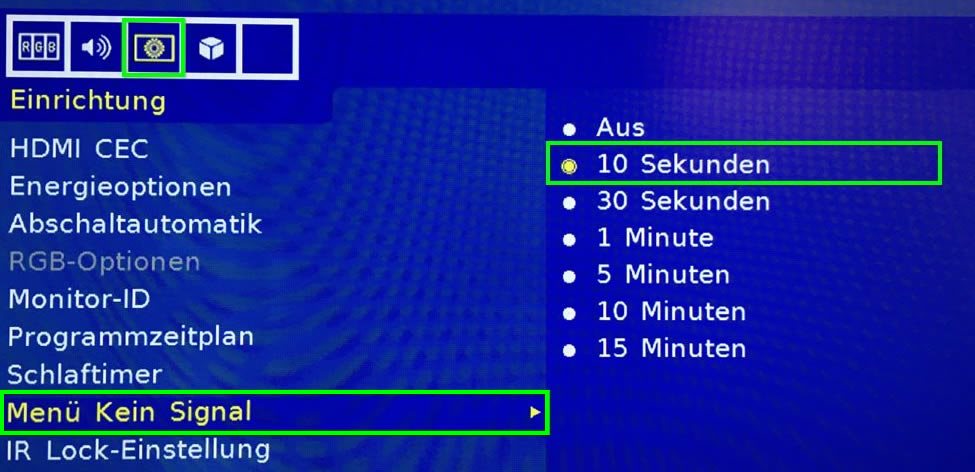 RGB
Einrichtung
HDMI CEC
Energieoptionen
Abschaltautomatik
RGB-Optionen
Monitor-ID
Programmzeitplan
Schlaftimer
Menü Kein Signal
IR Lock-Einstellung
Aus
10 Sekunden
30 Sekunden
1 Minute
5 Minuten
10 Minuten
15 Minuten